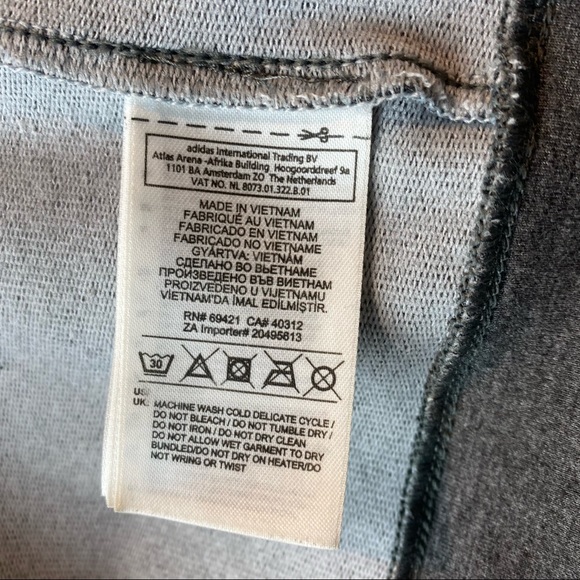 adidas International Trading BV
Atlas Arena -Afrika Building Hoogoorddreef 9a
1101 BA Amsterdam ZO The Netherlands
VAT NO. NL 8073.01.322.B.01
MADE IN VIETNAM
FABRIQUÉ AU VIETNAM
FABRICADO EN VIETNAM
FABRICADO NO VIETNAME
GYÁRTVA: VIETNÁM
СДЕЛАНО ВО ВЬЕТНАМЕ
ПРОИЗВЕДЕНО ВЪВ ВИЕТНАМ
PROIZVEDENO U VIJETNAMU
VIETNAM'DA İMAL EDİLMİŞTİR.
RN# 69421 CA# 40312
ZA Importer# 20495613
30
US/
UK: MACHINE WASH COLD DELICATE CYCLE /
DO NOT BLEACH / DO NOT TUMBLE DRY /
DO NOT IRON / DO NOT DRY CLEAN
DO NOT ALLOW WET GARMENT TO DRY
BUNDLED/DO NOT DRY ON HEATER/DO
NOT WRING OR TWIST